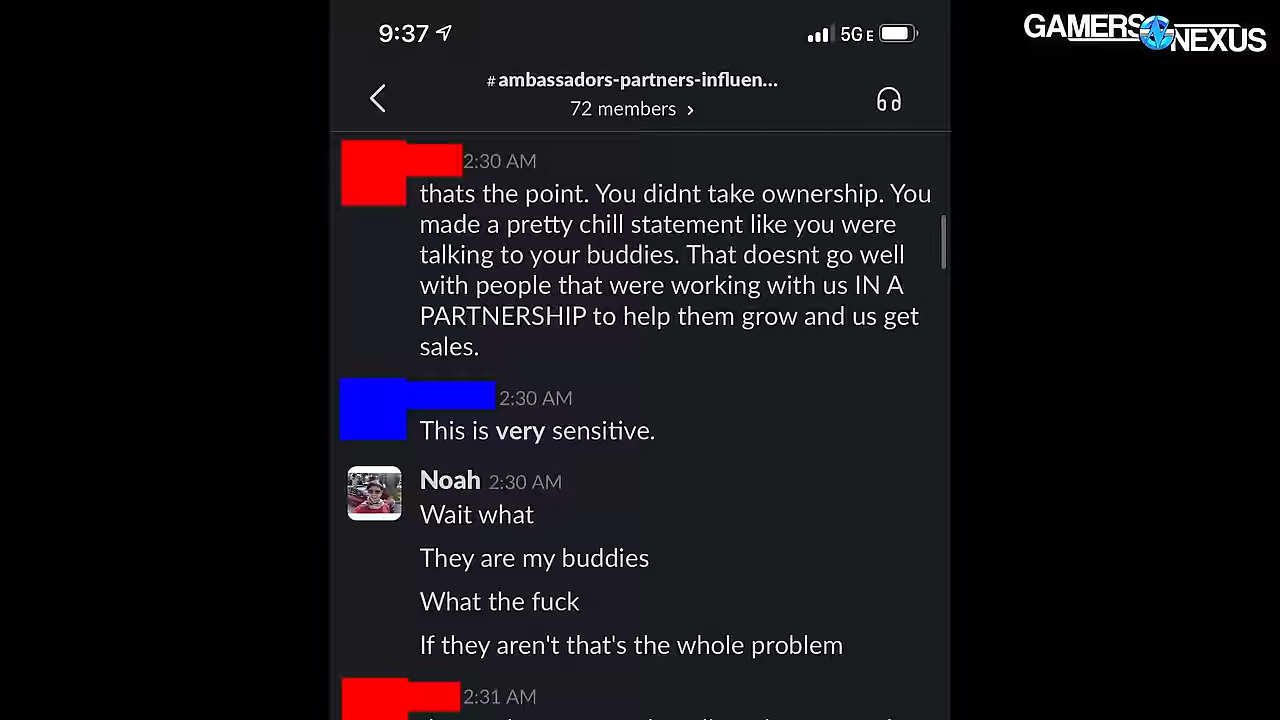 GAMERS NEXUS
9:37
5GE
#ambassadors-partners-influen...
72 members >
2:30 AM
thats the point. You didnt take ownership. You
made a pretty chill statement like you were
talking to your buddies. That doesnt go well
with people that were working with us IN A
PARTNERSHIP to help them grow and us get
sales.
2:30 AM
This is very sensitive.
Noah 2:30 AM
Wait what
They are my buddies
What the fuck
If they aren't that's the whole problem
2:31 AM